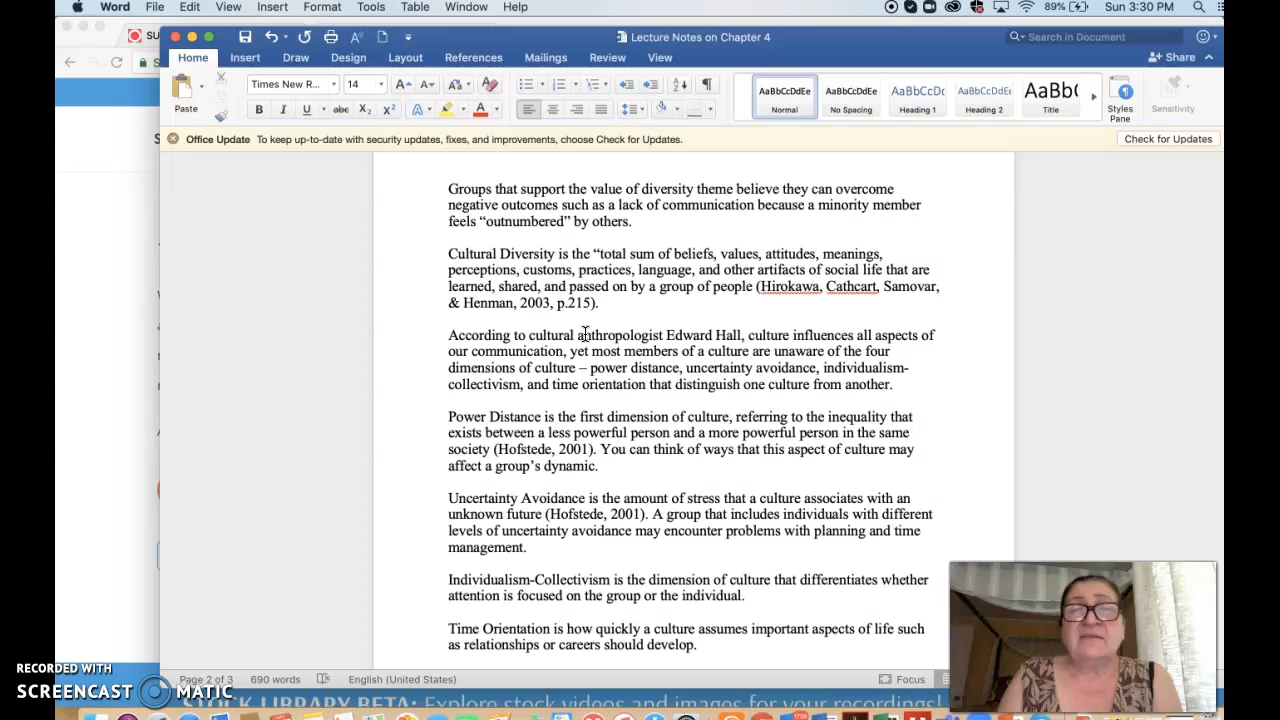 Word File Edit View Insert Format Tools Table Window Help 89% Sun 3:30 PM
Lecture Notes on Chapter 4
Search in Document
Home Insert Draw Design Layout References Mailings Review View
Share
Times New R... 14
Paste
AaBbCcDdEe AaBbCcDdEe AaBbCcDc AaBbCcDdEe AaBb(
Normal No Spacing Heading 1 Heading 2 Title
Styles Pane
Sensitivity
Office Update To keep up-to-date with security updates, fixes, and improvements, choose Check for Updates.
Check for Updates
Groups that support the value of diversity theme believe they can overcome
negative outcomes such as a lack of communication because a minority member
feels “outnumbered” by others.
Cultural Diversity is the “total sum of beliefs, values, attitudes, meanings,
perceptions, customs, practices, language, and other artifacts of social life that are
learned, shared, and passed on by a group of people (Hirokawa, Cathcart, Samovar,
& Henman, 2003, p.215).
According to cultural anthropologist Edward Hall, culture influences all aspects of
our communication, yet most members of a culture are unaware of the four
dimensions of culture – power distance, uncertainty avoidance, individualism-
collectivism, and time orientation that distinguish one culture from another.
Power Distance is the first dimension of culture, referring to the inequality that
exists between a less powerful person and a more powerful person in the same
society (Hofstede, 2001). You can think of ways that this aspect of culture may
affect a group’s dynamic.
Uncertainty Avoidance is the amount of stress that a culture associates with an
unknown future (Hofstede, 2001). A group that includes individuals with different
levels of uncertainty avoidance may encounter problems with planning and time
management.
Individualism-Collectivism is the dimension of culture that differentiates whether
attention is focused on the group or the individual.
Time Orientation is how quickly a culture assumes important aspects of life such
as relationships or careers should develop.
Page 2 of 3 690 words English (United States) Focus
RECORDED WITH
SCREENCAST MATIC
STOCK LIBRARY BETA: Explore stock videos and images for your recordings!